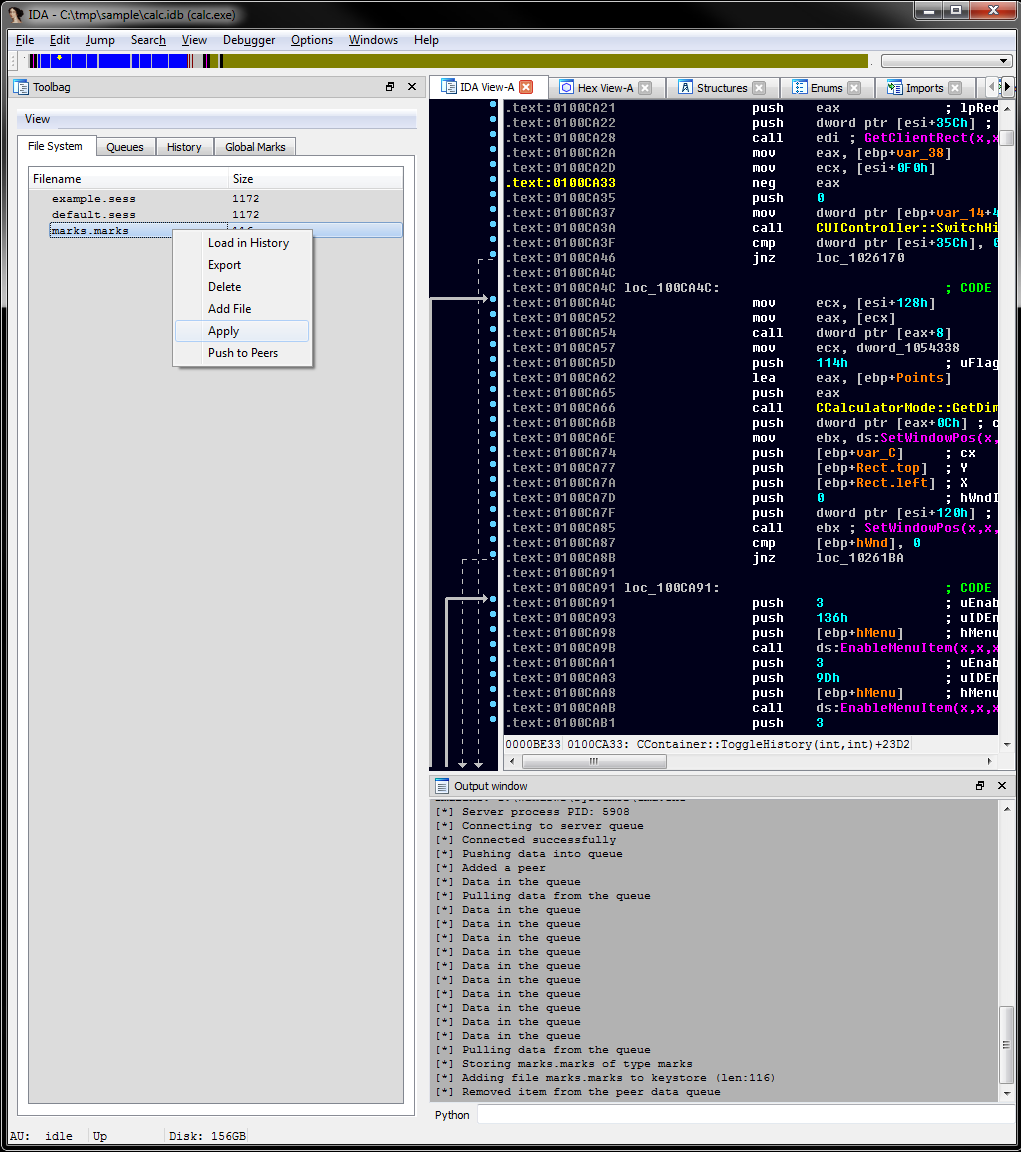 IDA - C:\tmp\sample\calc.idb (calc.exe)
File Edit Jump Search View Debugger Options Windows Help
Toolbag
View
File System Queues History Global Marks
Filename Size
example.sess 1172
default.sess 1172
marks.marks
Load in History
Export
Delete
Add File
Apply
Push to Peers
IDA View-A Hex View-A Structures Enums Imports
.text:0100CA21 push eax ; lpRec
.text:0100CA22 push dword ptr [esi+35Ch] ;
.text:0100CA28 call edi ; GetClientRect(x,x
.text:0100CA2A mov eax, [ebp+var_38]
.text:0100CA2D mov ecx, [esi+0F0h]
.text:0100CA33 neg eax
.text:0100CA35 push 0
.text:0100CA37 mov dword ptr [ebp+var_14+4
.text:0100CA3A call CUIController::SwitchHi
.text:0100CA3F cmp dword ptr [esi+35Ch], 0
.text:0100CA46 jnz loc_1026170
.text:0100CA4C
.text:0100CA4C loc_100CA4C: ; CODE
.text:0100CA4C mov ecx, [esi+128h]
.text:0100CA52 mov eax, [ecx]
.text:0100CA54 call dword ptr [eax+8]
.text:0100CA57 mov ecx, dword_1054338
.text:0100CA5D push 114h ; uFlag
.text:0100CA62 lea eax, [ebp+Points]
.text:0100CA65 push eax
.text:0100CA66 call CCalculatorMode::GetDim
.text:0100CA6B push dword ptr [eax+0Ch] ; c
.text:0100CA6E mov ebx, ds:SetWindowPos(x,
.text:0100CA74 push [ebp+var_C] ; cx
.text:0100CA77 push [ebp+Rect.top] ; Y
.text:0100CA7A push [ebp+Rect.left] ; X
.text:0100CA7D push 0 ; hWndI
.text:0100CA7F push dword ptr [esi+120h] ;
.text:0100CA85 call ebx ; SetWindowPos(x,x,
.text:0100CA87 cmp [ebp+hWnd], 0
.text:0100CA8B jnz loc_10261BA
.text:0100CA91
.text:0100CA91 loc_100CA91: ; CODE
.text:0100CA91 push 3 ; uEnab
.text:0100CA93 push 136h ; uIDEn
.text:0100CA98 push [ebp+hMenu] ; hMenu
.text:0100CA9B call ds:EnableMenuItem(x,x,x
.text:0100CAA1 push 3 ; uEnab
.text:0100CAA3 push 9Dh ; uIDEn
.text:0100CAA8 push [ebp+hMenu] ; hMenu
.text:0100CAAB call ds:EnableMenuItem(x,x,x
.text:0100CAB1 push 3
0000BE33 0100CA33: CContainer::ToggleHistory(int,int)+23D2
Output window
[*] Server process PID: 5908
[*] Connecting to server queue
[*] Connected successfully
[*] Pushing data into queue
[*] Added a peer
[*] Data in the queue
[*] Pulling data from the queue
[*] Data in the queue
[*] Data in the queue
[*] Data in the queue
[*] Data in the queue
[*] Data in the queue
[*] Data in the queue
[*] Data in the queue
[*] Data in the queue
[*] Data in the queue
[*] Data in the queue
[*] Pulling data from the queue
[*] Storing marks.marks of type marks
[*] Adding file marks.marks to keystore (len:116)
[*] Removed item from the peer data queue
Python
AU: idle Up Disk: 156GB